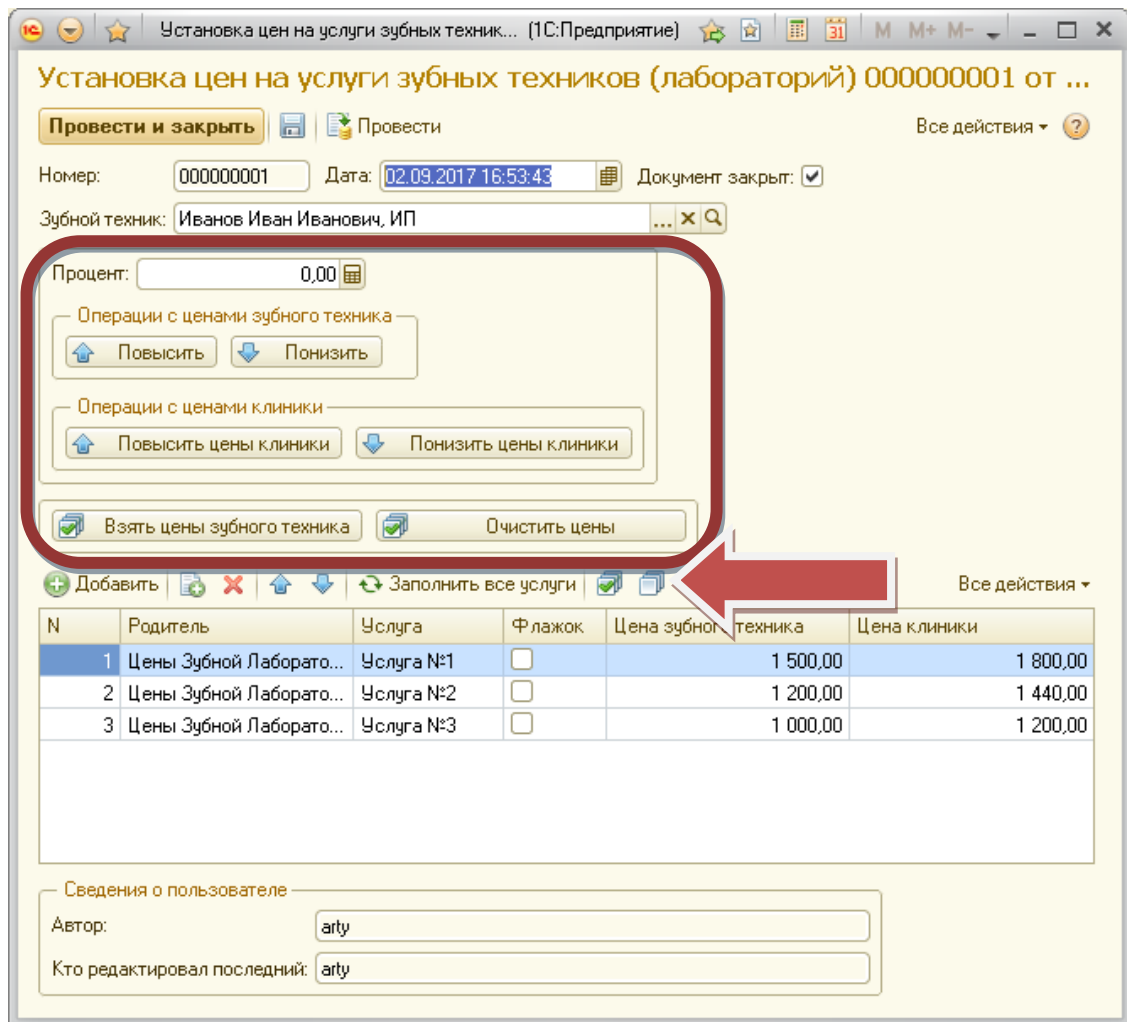 Установка цен на услуги зубных техник... (1С:Предприятие) 31 M M+ M-
Установка цен на услуги зубных техников (лабораторий) 000000001 от ...
Провести и закрыть Провести Все действия
Номер: 000000001 Дата: 02.09.2017 16:53:43 Документ закрыт:
Зубной техник: Иванов Иван Иванович, ИП ...
Процент: 0,00
Операции с ценами зубного техника
Повысить Понизить
Операции с ценами клиники
Повысить цены клиники Понизить цены клиники
Взять цены зубного техника Очистить цены
Добавить Заполнить все услуги Все действия
N Родитель Услуга Флажок Цена зубного техника Цена клиники
1 Цены Зубной Лаборато... Услуга №1 1 500,00 1 800,00
2 Цены Зубной Лаборато... Услуга №2 1 200,00 1 440,00
3 Цены Зубной Лаборато... Услуга №3 1 000,00 1 200,00
Сведения о пользователе
Автор: arty
Кто редактировал последний: arty